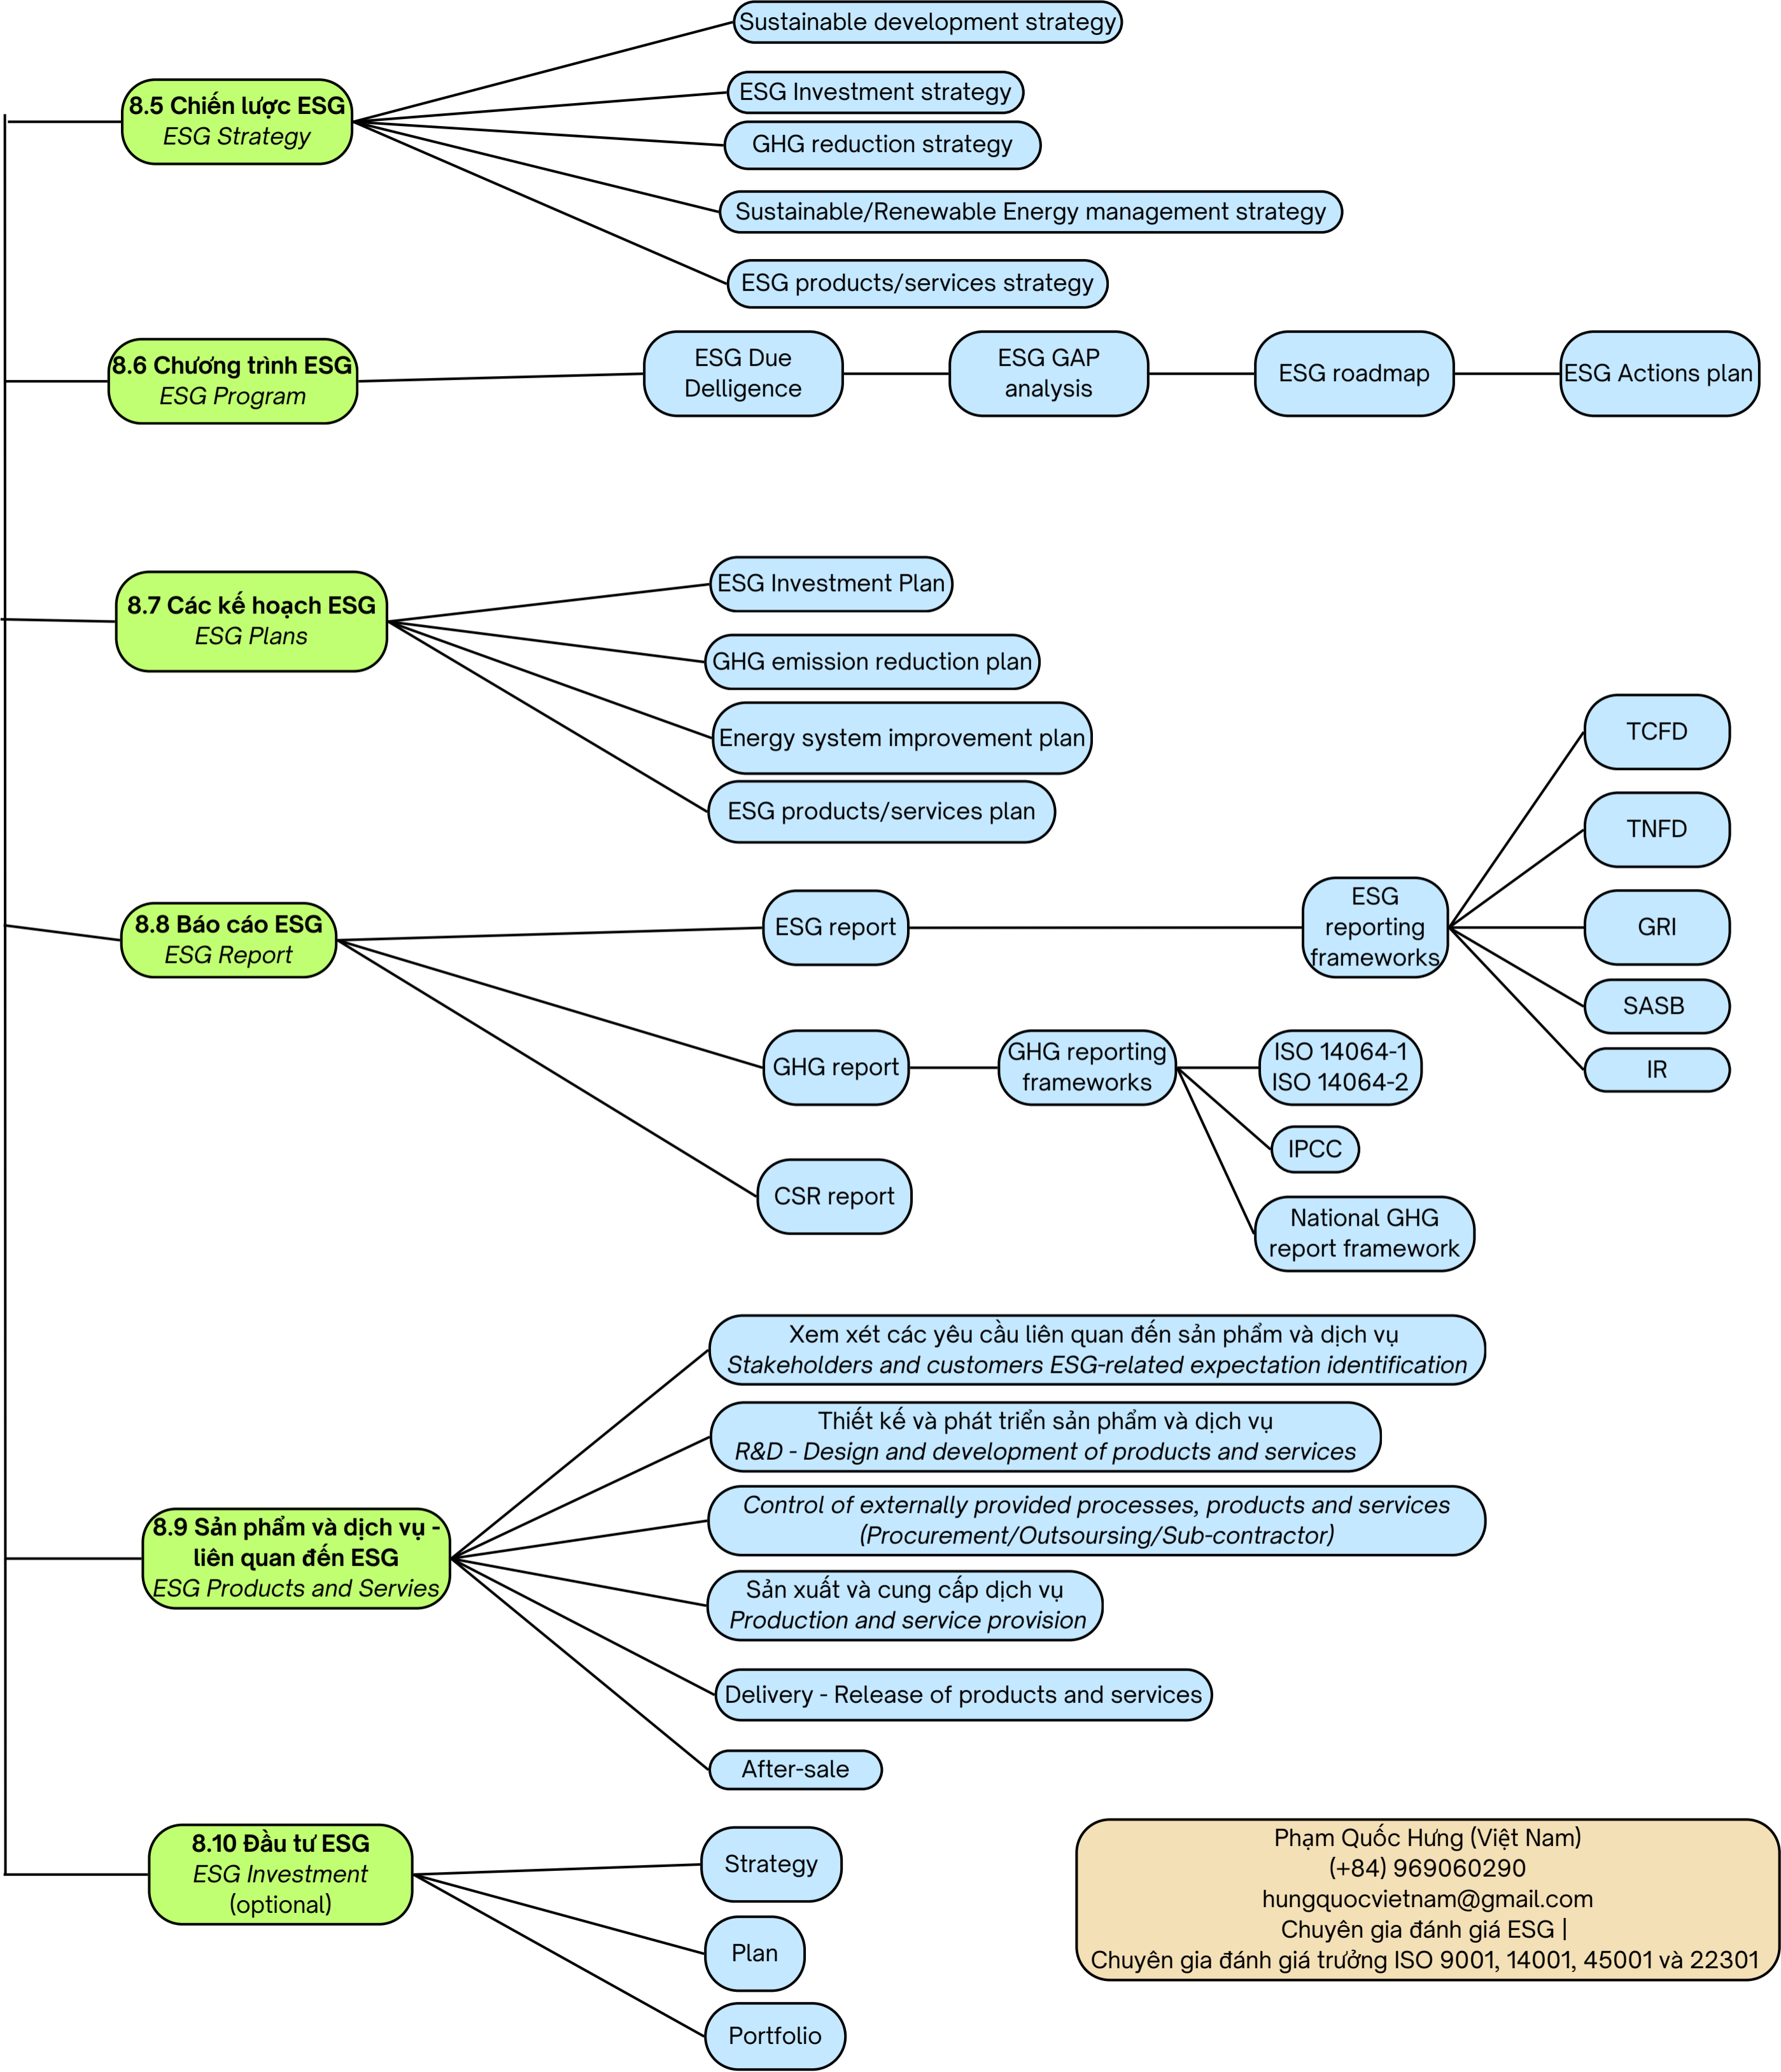 Sustainable development strategy
8.5 Chiến lược ESG
ESG Strategy
ESG Investment strategy
GHG reduction strategy
Sustainable/Renewable Energy management strategy
ESG products/services strategy
8.6 Chương trình ESG
ESG Program
ESG Due
Delligence
ESG GAP
analysis
ESG roadmap
ESG Actions plan
8.7 Các kế hoạch ESG
ESG Plans
ESG Investment Plan
GHG emission reduction plan
Energy system improvement plan
ESG products/services plan
8.8 Báo cáo ESG
ESG Report
ESG report
ESG
reporting
frameworks
TCFD
TNFD
GRI
SASB
IR
GHG report
GHG reporting
frameworks
ISO 14064-1
ISO 14064-2
IPCC
National GHG
report framework
CSR report
8.9 Sản phẩm và dịch vụ -
liên quan đến ESG
ESG Products and Servies
Xem xét các yêu cầu liên quan đến sản phẩm và dịch vụ
Stakeholders and customers ESG-related expectation identification
Thiết kế và phát triển sản phẩm và dịch vụ
R&D - Design and development of products and services
Control of externally provided processes, products and services
(Procurement/Outsoursing/Sub-contractor)
Sản xuất và cung cấp dịch vụ
Production and service provision
Delivery - Release of products and services
After-sale
8.10 Đầu tư ESG
ESG Investment
(optional)
Strategy
Plan
Portfolio
Phạm Quốc Hưng (Việt Nam)
(+84) 969060290
hungquocvietnam@gmail.com
Chuyên gia đánh giá ESG |
Chuyên gia đánh giá trưởng ISO 9001, 14001, 45001 và 22301